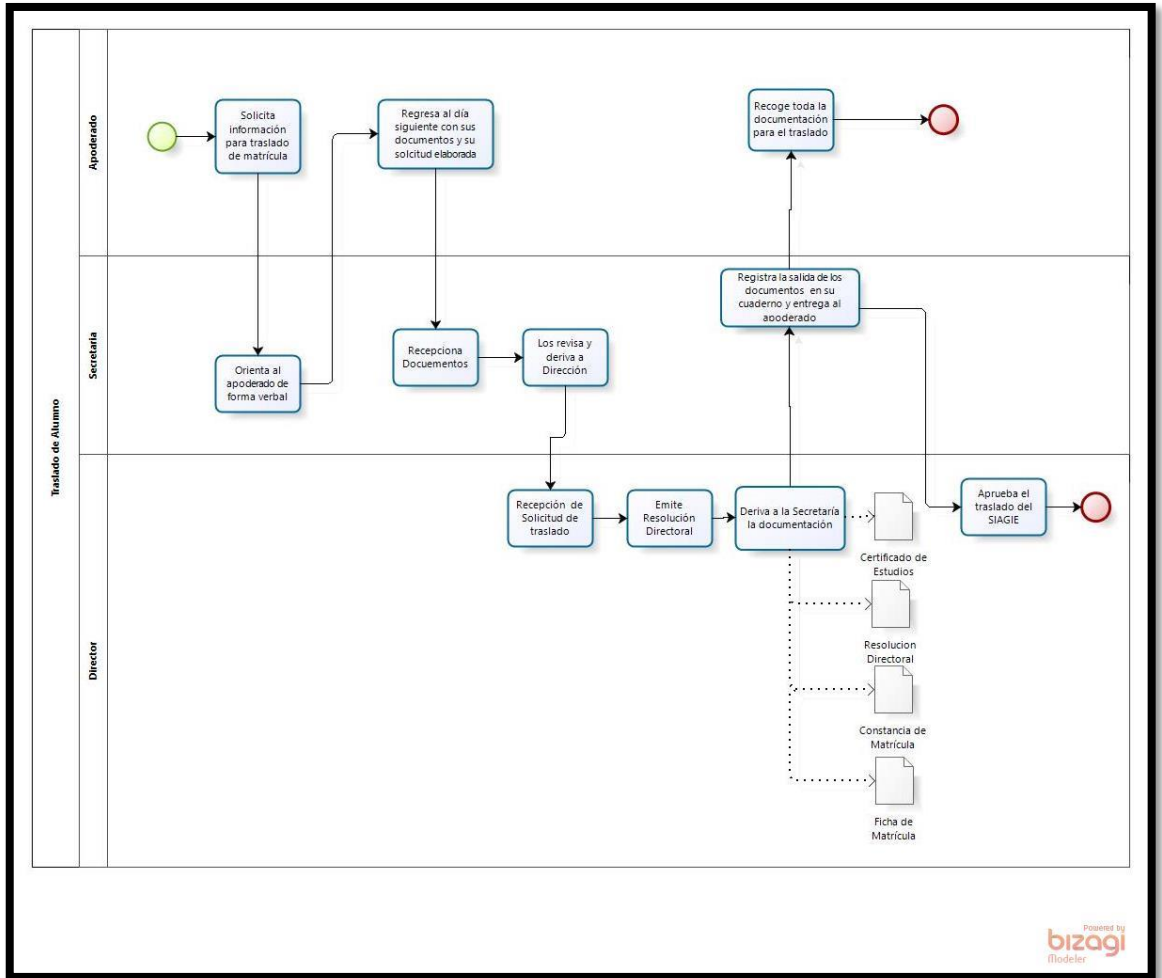 Traslado de Alumno
Apoderado
Solicita
información
para traslado
de matrícula
Regresa al día
siguiente con sus
documentos y su
solcitud elaborada
Recoge toda la
documentación
para el traslado
Secretaria
Orienta al
apoderado de
forma verbal
Recepciona
Docuementos
Los revisa y
deriva a
Dirección
Registra la salida de los
documentos en su
cuaderno y entrega al
apoderado
Director
Recepción de
Solicitud de
traslado
Emite
Resolución
Directoral
Deriva a la Secretaría
la documentación
Certificado de
Estudios
Resolucion
Directoral
Constancia de
Matrícula
Ficha de
Matrícula
Aprueba el
traslado del
SIAGIE
Powered by
bizagi
Modeler